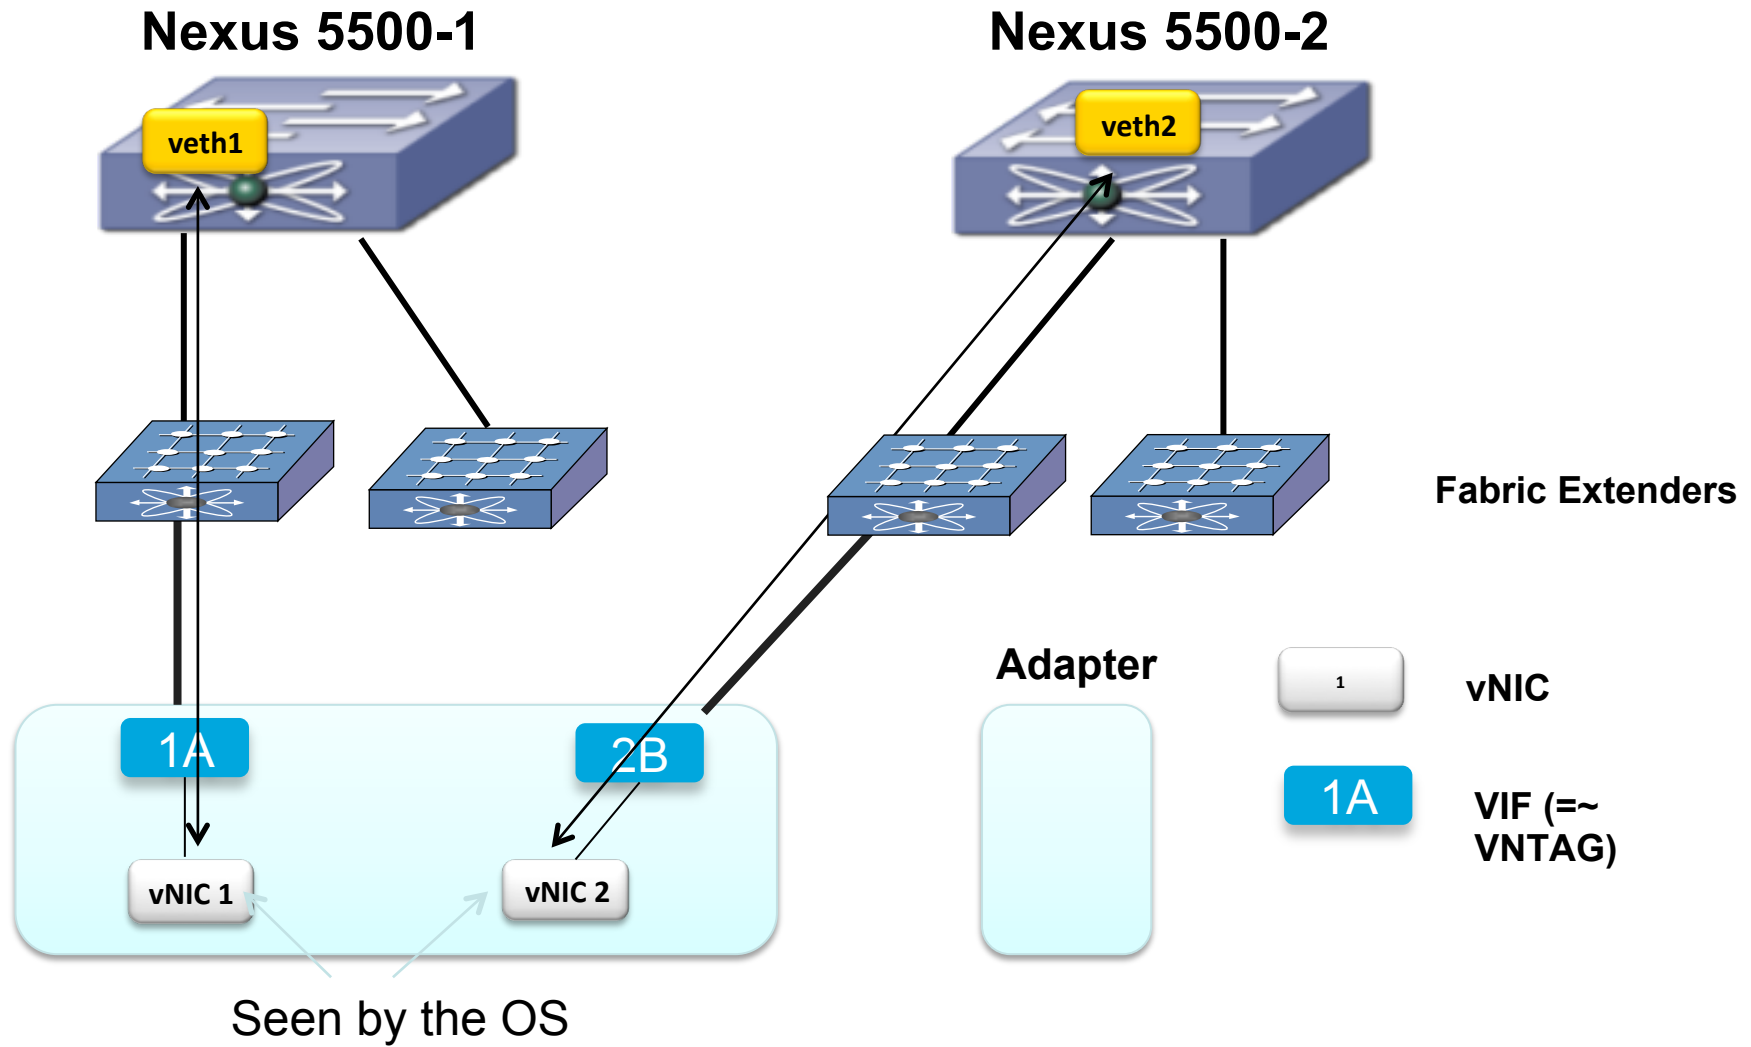 Nexus 5500-1
Nexus 5500-2
veth1
veth2
Fabric Extenders
Adapter
1
vNIC
1A
2B
1A
VIF (=~
VNTAG)
vNIC 1
vNIC 2
Seen by the OS